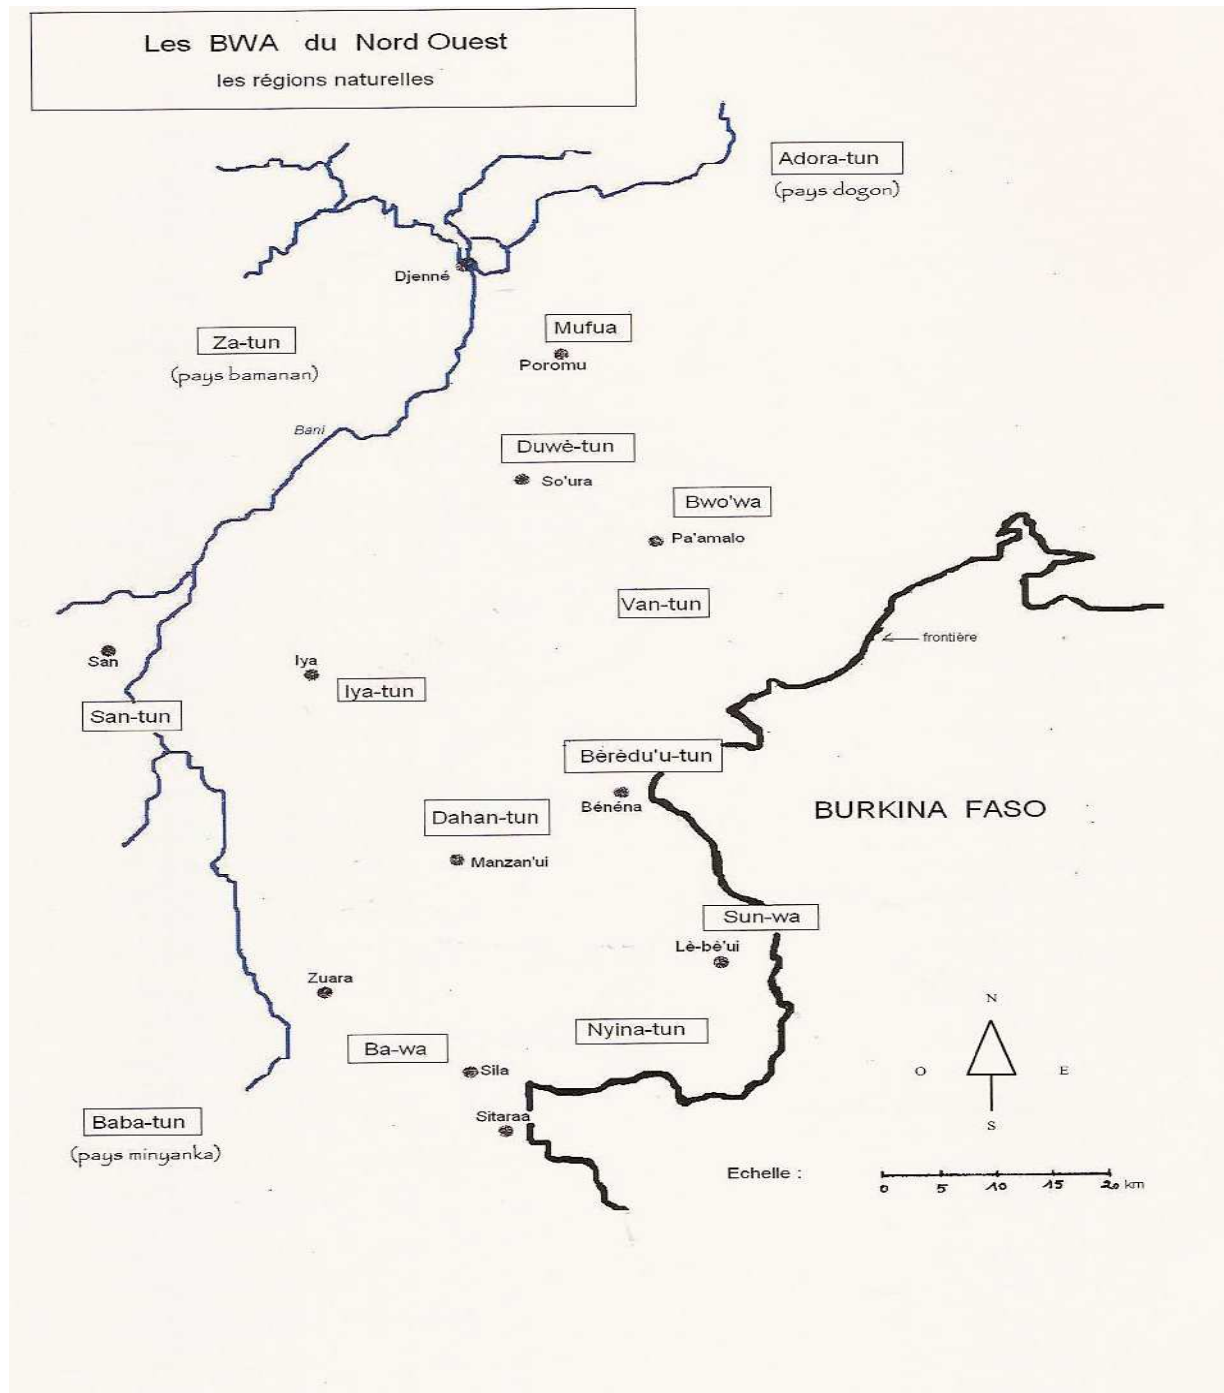 Les BWA du Nord Ouest
les régions naturelles
Adora-tun
(pays dogon)
Djenné
Mufua
Poromu
Za-tun
(pays bamanan)
Bani
Duwè-tun
So'ura
Bwo'wa
Pa'amalo
Van-tun
frontière
San
Iya
Iya-tun
San-tun
Bèrèdu'u-tun
Bénéna
BURKINA FASO
Dahan-tun
Manzan'ui
Sun-wa
Lè-bè'ui
Zuara
Nyina-tun
Ba-wa
Sila
Sitaraa
Baba-tun
(pays minyanka)
N
O E
S
Echelle :
0 5 10 15 20 km